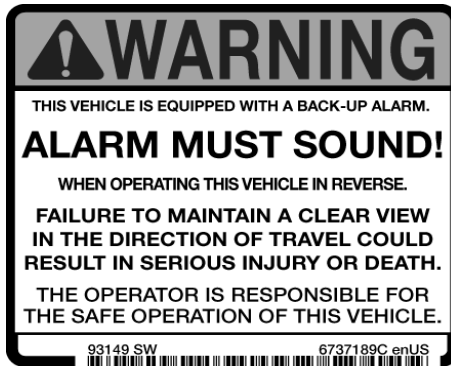 WARNING
THIS VEHICLE IS EQUIPPED WITH A BACK-UP ALARM.
ALARM MUST SOUND!
WHEN OPERATING THIS VEHICLE IN REVERSE.
FAILURE TO MAINTAIN A CLEAR VIEW
IN THE DIRECTION OF TRAVEL COULD
RESULT IN SERIOUS INJURY OR DEATH.
THE OPERATOR IS RESPONSIBLE FOR
THE SAFE OPERATION OF THIS VEHICLE.
93149 SW 6737189C enUS